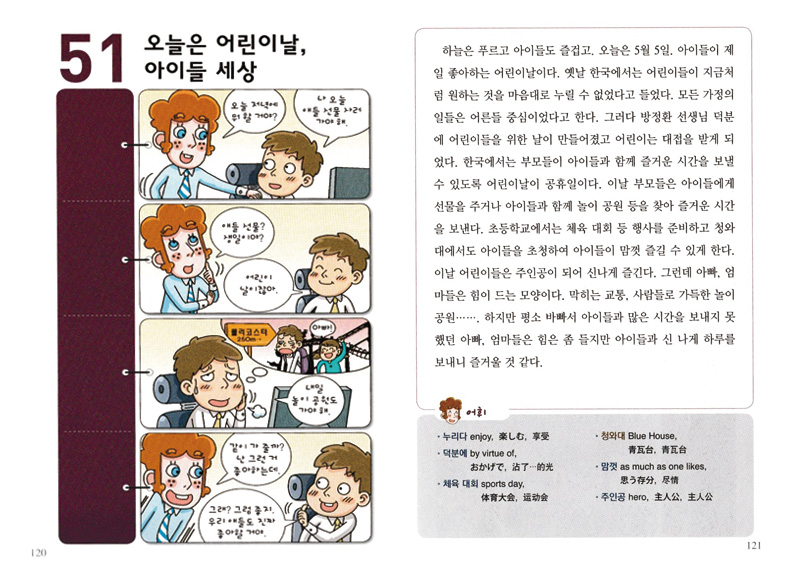 51 오늘은 어린이날,
아이들 세상
오늘 저녁에
뭐 할 거야?
나 오늘
애들 선물 사러
가야 해.
애들 선물?
생일이야?
어린이
날이잖아.
롤러코스터
250m→
아빠!
내일
놀이 공원도
가야 해.
같이 가 줄까?
난 그런 거
좋아하는데.
그래? 그럼 좋지.
우리 애들도 진짜
좋아할 거야.
120
하늘은 푸르고 아이들도 즐겁고. 오늘은 5월 5일. 아이들이 제
일 좋아하는 어린이날이다. 옛날 한국에서는 어린이들이 지금처
럼 원하는 것을 마음대로 누릴 수 없었다고 들었다. 모든 가정의
일들은 어른들 중심이었다고 한다. 그러다 방정환 선생님 덕분
에 어린이들을 위한 날이 만들어졌고 어린이는 대접을 받게 되
었다. 한국에서는 부모들이 아이들과 함께 즐거운 시간을 보낼
수 있도록 어린이날이 공휴일이다. 이날 부모들은 아이들에게
선물을 주거나 아이들과 함께 놀이 공원 등을 찾아 즐거운 시간
을 보낸다. 초등학교에서는 체육 대회 등 행사를 준비하고 청와
대에서도 아이들을 초청하여 아이들이 맘껏 즐길 수 있게 한다.
이날 어린이들은 주인공이 되어 신나게 즐긴다. 그런데 아빠, 엄
마들은 힘이 드는 모양이다. 막히는 교통, 사람들로 가득한 놀이
공원……. 하지만 평소 바빠서 아이들과 많은 시간을 보내지 못
했던 아빠, 엄마들은 힘은 좀 들지만 아이들과 신 나게 하루를
보내니 즐거울 것 같다.
어휘
• 누리다 enjoy, 楽しむ, 享受
• 덕분에 by virtue of,
おかげで, 沾了…的光
• 체육 대회 sports day,
体育大会, 运动会
• 청와대 Blue House,
青瓦台, 青瓦台
• 맘껏 as much as one likes,
思う存分, 尽情
• 주인공 hero, 主人公, 主人公
121